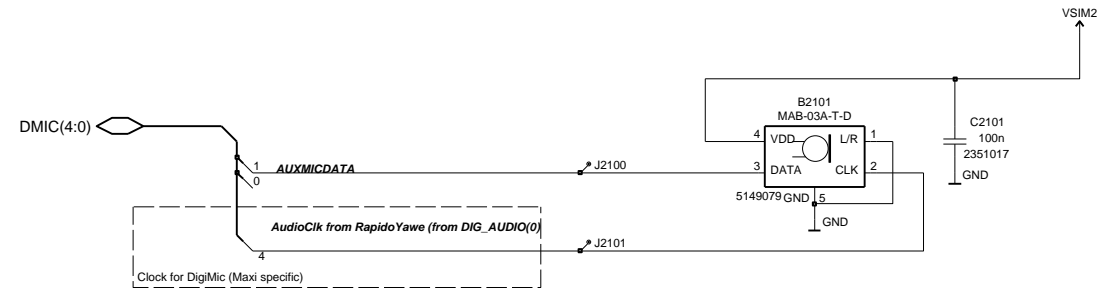 VSIM2
B2101
MAB-03A-T-D
C2101
100n
2351017
GND
DMIC(4:0)
4 VDD L/R 1
3 DATA CLK 2
5149079 GND 5
GND
1 AUXMICDATA
0
J2100
AudioClk from RapidoYawe (from DIG_AUDIO(0)
J2101
4
Clock for DigiMic (Maxi specific)